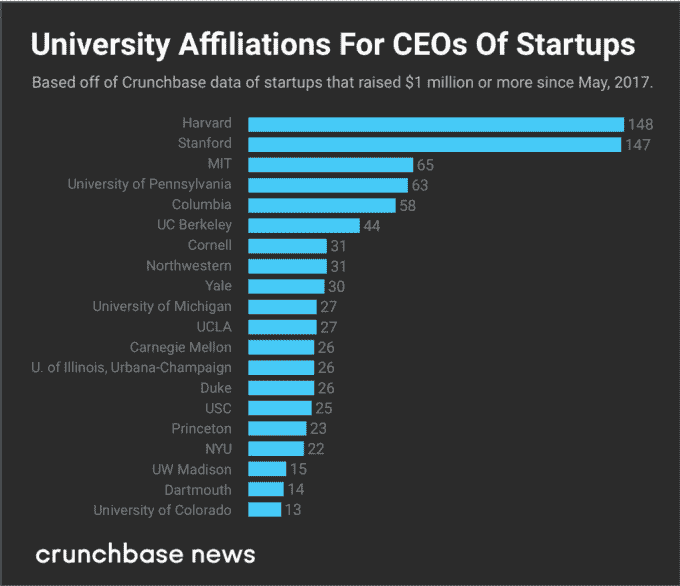 University Affiliations For CEOs Of Startups
Based off of Crunchbase data of startups that raised $1 million or more since May, 2017.
Harvard 148
Stanford 147
MIT 65
University of Pennsylvania 63
Columbia 58
UC Berkeley 44
Cornell 31
Northwestern 31
Yale 30
University of Michigan 27
UCLA 27
Carnegie Mellon 26
U. of Illinois, Urbana-Champaign 26
Duke 26
USC 25
Princeton 23
NYU 22
UW Madison 15
Dartmouth 14
University of Colorado 13
crunchbase news